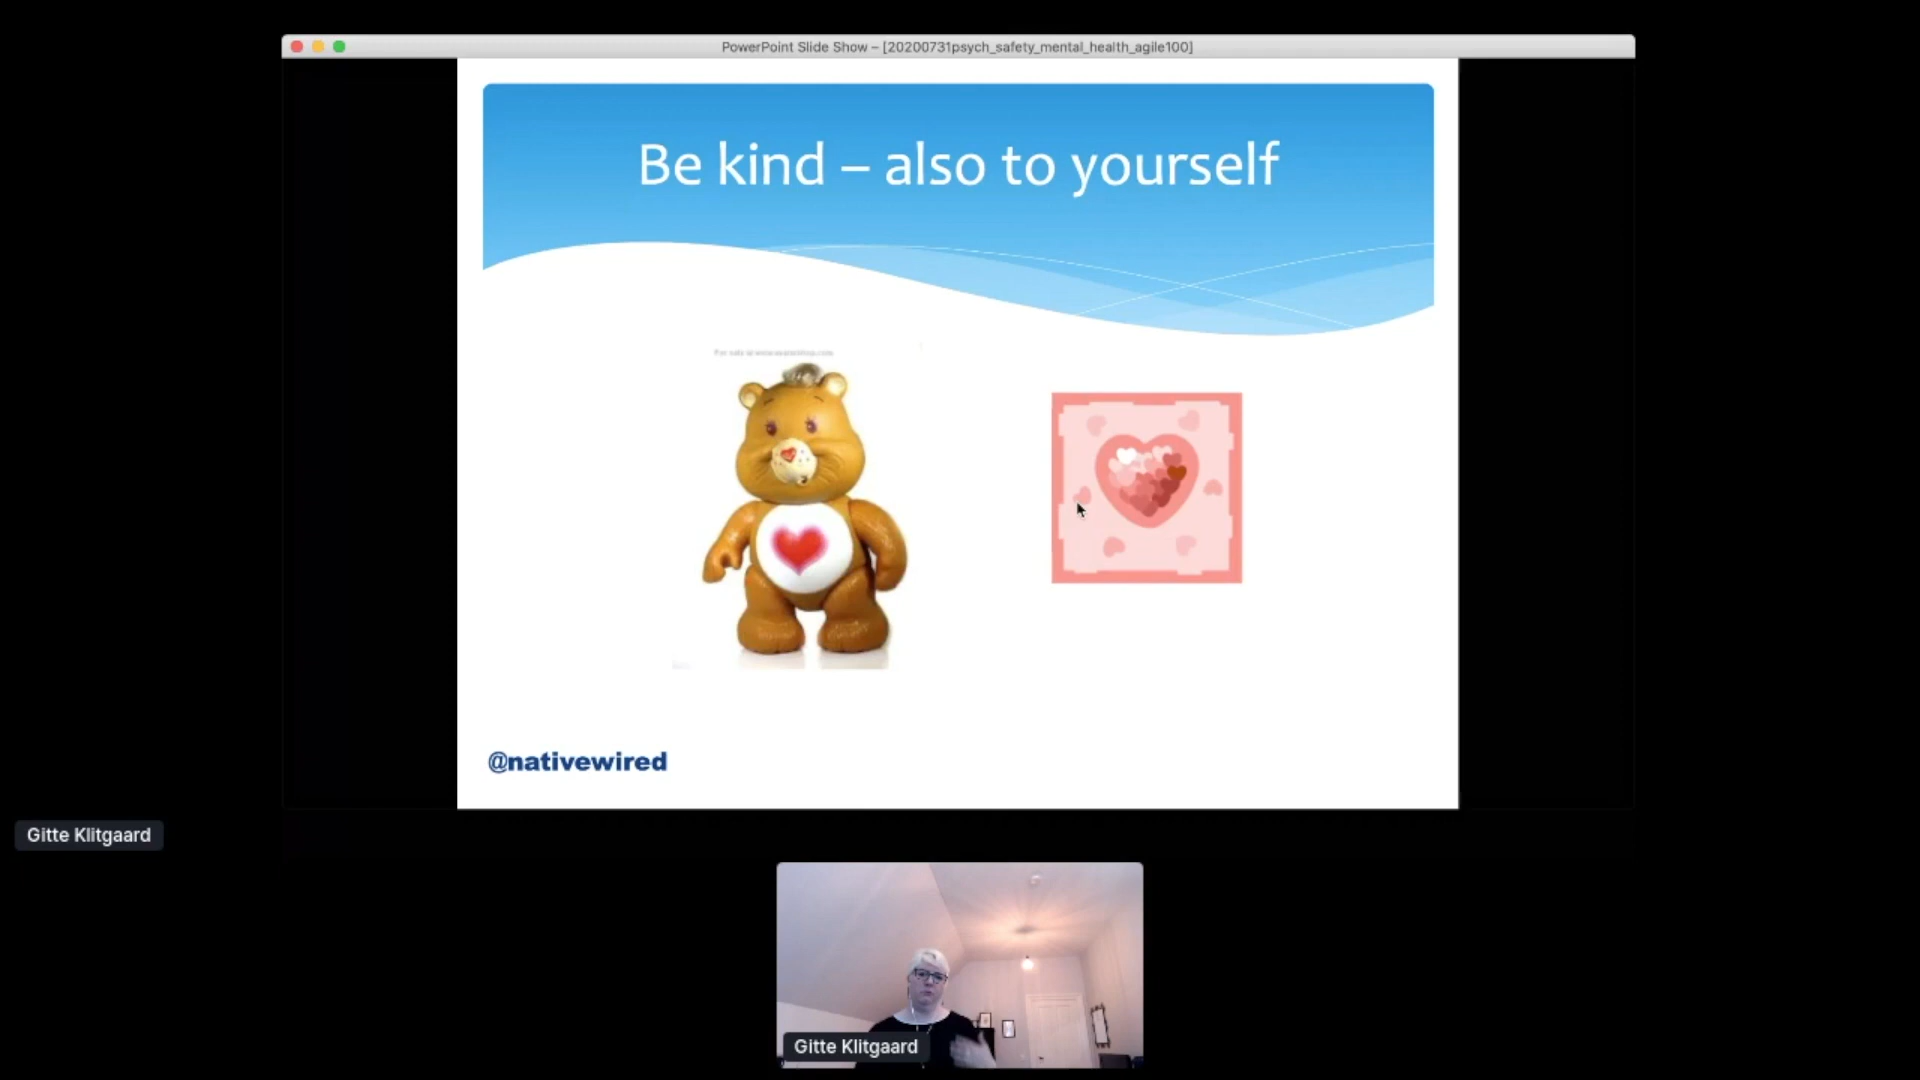 PowerPoint Slide Show – [20200731psych_safety_mental_health_agile100]
Be kind – also to yourself
@nativewired
Gitte Klitgaard
Gitte Klitgaard